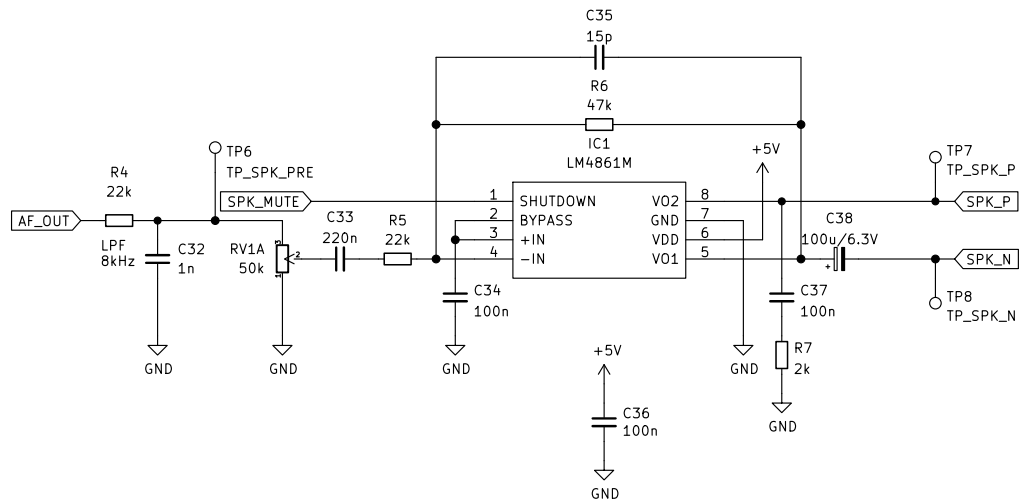 C35
15p
R6
47k
IC1
LM4861M
+5V
TP6
TP_SPK_PRE
TP7
TP_SPK_P
R4
22k
SPK_MUTE
1 SHUTDOWN VO2 8
SPK_P
AF_OUT
C33
220n
R5
22k
2 BYPASS GND 7
3 +IN VDD 6
4 -IN VO1 5
C38
100u/6.3V
+
SPK_N
LPF
8kHz
C32
1n
RV1A
50k
3
2
1
C34
100n
C37
100n
TP8
TP_SPK_N
R7
2k
GND
GND
GND
GND
+5V
GND
C36
100n
GND